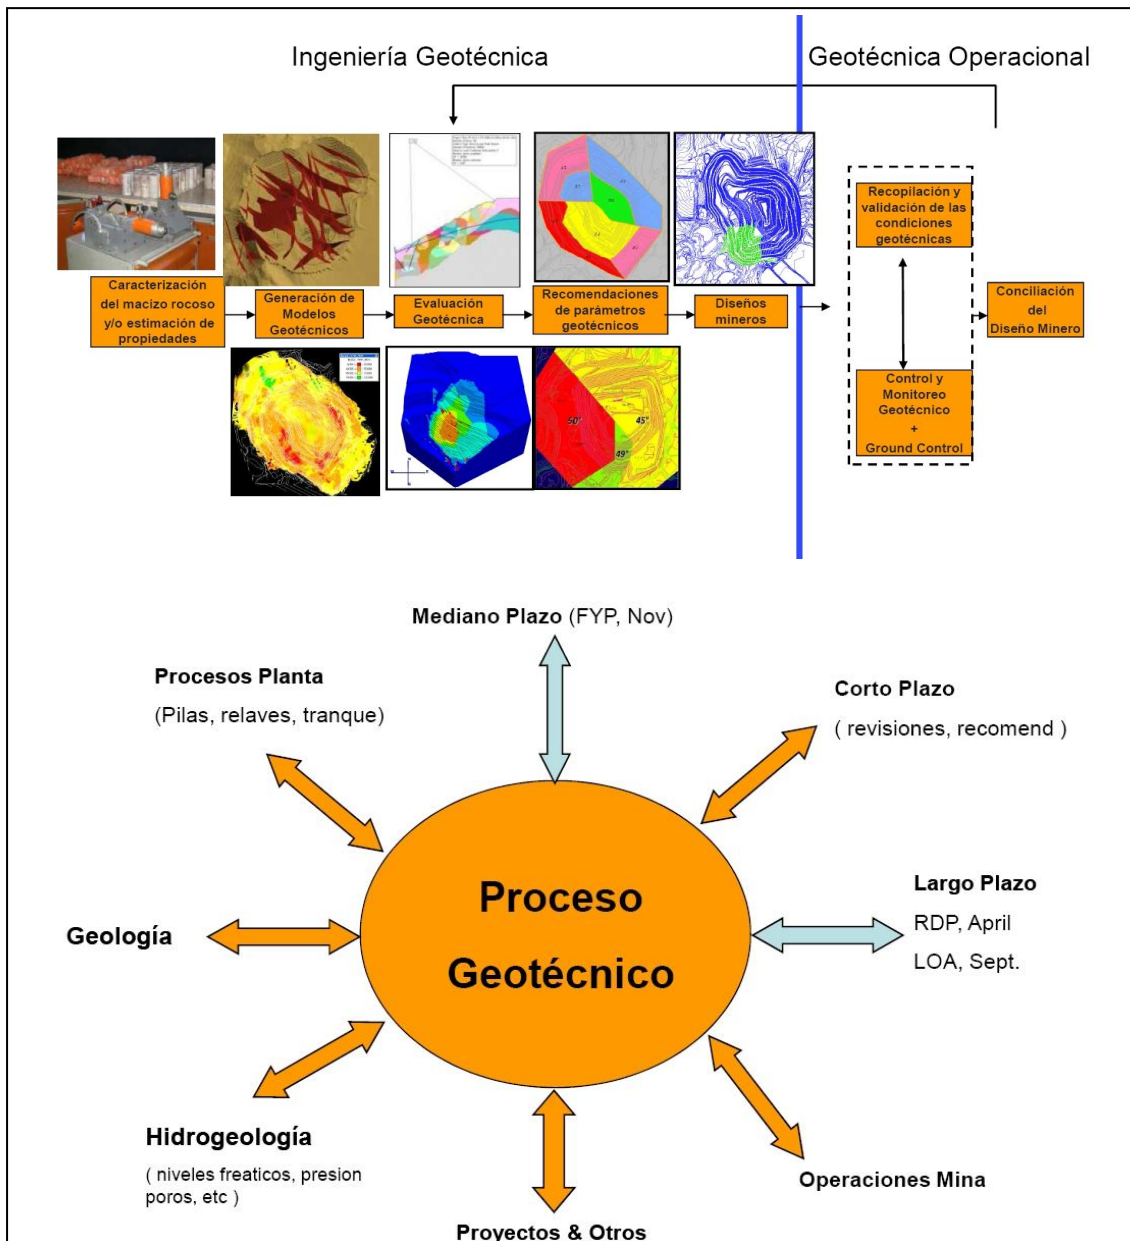 Ingeniería Geotécnica
Geotécnica Operacional
Caracterización
del macizo rocoso
y/o estimación de
propiedades
Generación de
Modelos
Geotécnicos
Evaluación
Geotécnica
Recomendaciones
de parámetros
geotécnicos
Diseños
mineros
Recopilación y
validación de las
condiciones
geotécnicas
Control y
Monitoreo
Geotécnico
+
Ground Control
Conciliación
del
Diseño Minero
50°
45°
49°
Mediano Plazo (FYP, Nov)
Procesos Planta
(Pilas, relaves, tranque)
Corto Plazo
( revisiones, recomend )
Proceso
Geotécnico
Largo Plazo
RDP, April
LOA, Sept.
Geología
Hidrogeología
( niveles freaticos, presion
poros, etc )
Operaciones Mina
Proyectos & Otros